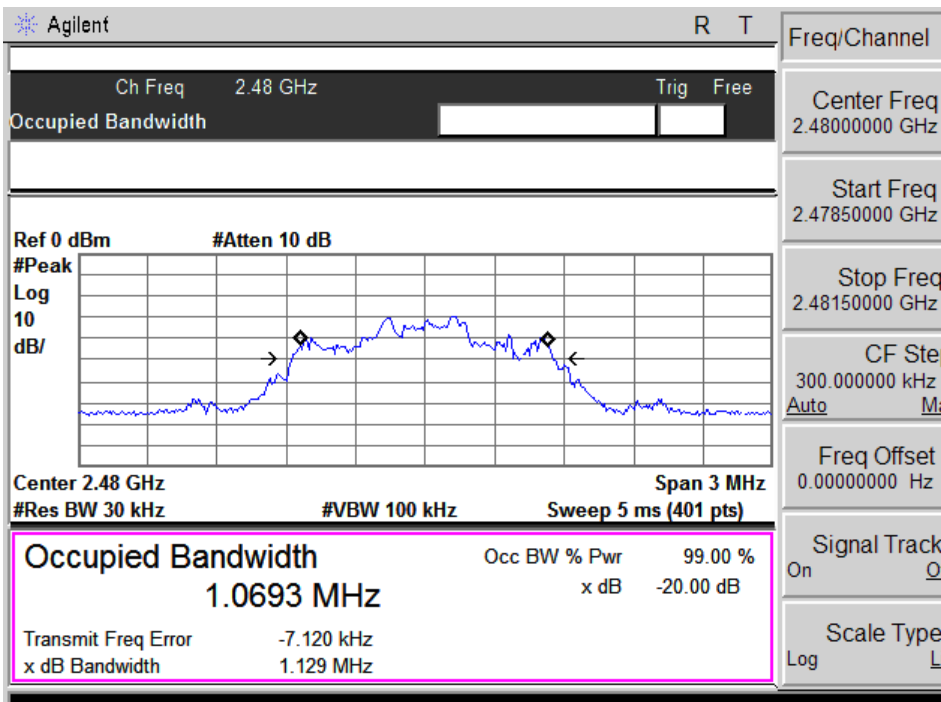 Agilent R T
Freq/Channel
Ch Freq 2.48 GHz Trig Free
Occupied Bandwidth
Center Freq
2.48000000 GHz
Start Freq
2.47850000 GHz
Stop Freq
2.48150000 GHz
CF Ste
300.000000 kHz
Auto Ma
Freq Offset
0.00000000 Hz
Signal Track
On O
Scale Type
Log L
Ref 0 dBm #Atten 10 dB
#Peak
Log
10
dB/
Center 2.48 GHz Span 3 MHz
#Res BW 30 kHz #VBW 100 kHz Sweep 5 ms (401 pts)
Occupied Bandwidth
1.0693 MHz
Occ BW % Pwr 99.00 %
x dB -20.00 dB
Transmit Freq Error -7.120 kHz
x dB Bandwidth 1.129 MHz